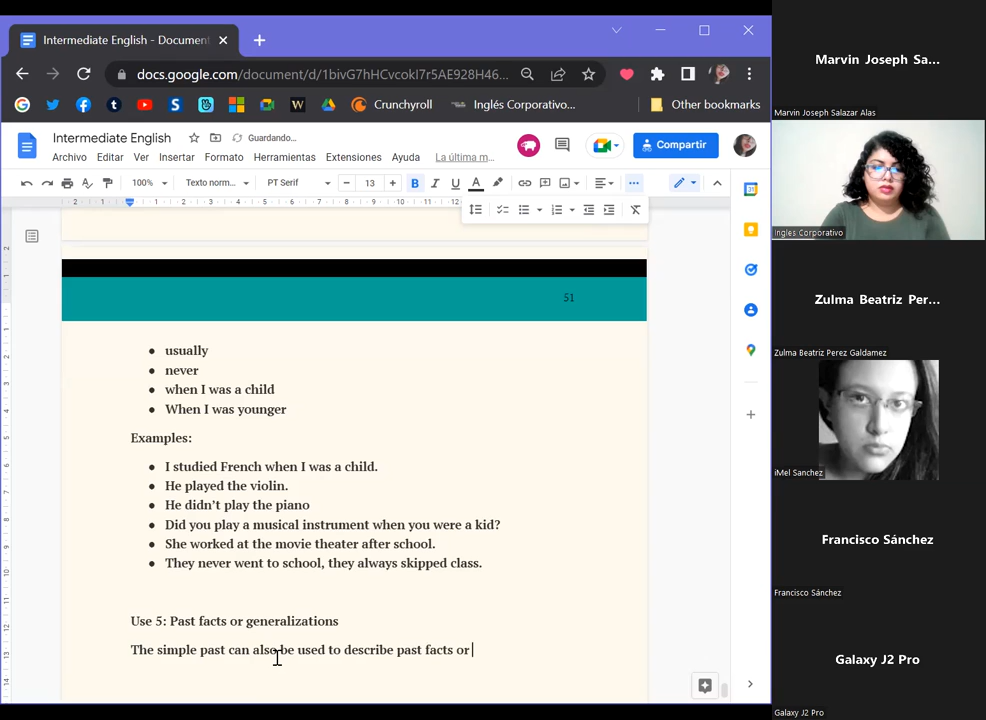 Intermediate English - Document
docs.google.com/document/d/1bivG7hHCvcokI7r5AE928H46...
Crunchyroll
Inglés Corporativo...
Other bookmarks
Intermediate English
Guardando...
Archivo Editar Ver Insertar Formato Herramientas Extensiones Ayuda La última m...
Compartir
100% Texto norm... PT Serif 13
51
usually
never
when I was a child
When I was younger
Examples:
I studied French when I was a child.
He played the violin.
He didn’t play the piano
Did you play a musical instrument when you were a kid?
She worked at the movie theater after school.
They never went to school, they always skipped class.
Use 5: Past facts or generalizations
The simple past can also be used to describe past facts or
Marvin Joseph Sa...
Marvin Joseph Salazar Alas
Ingles Corporativo
Zulma Beatriz Per...
Zulma Beatriz Perez Galdamez
iMel Sanchez
Francisco Sánchez
Francisco Sánchez
Galaxy J2 Pro
Galaxy J2 Pro